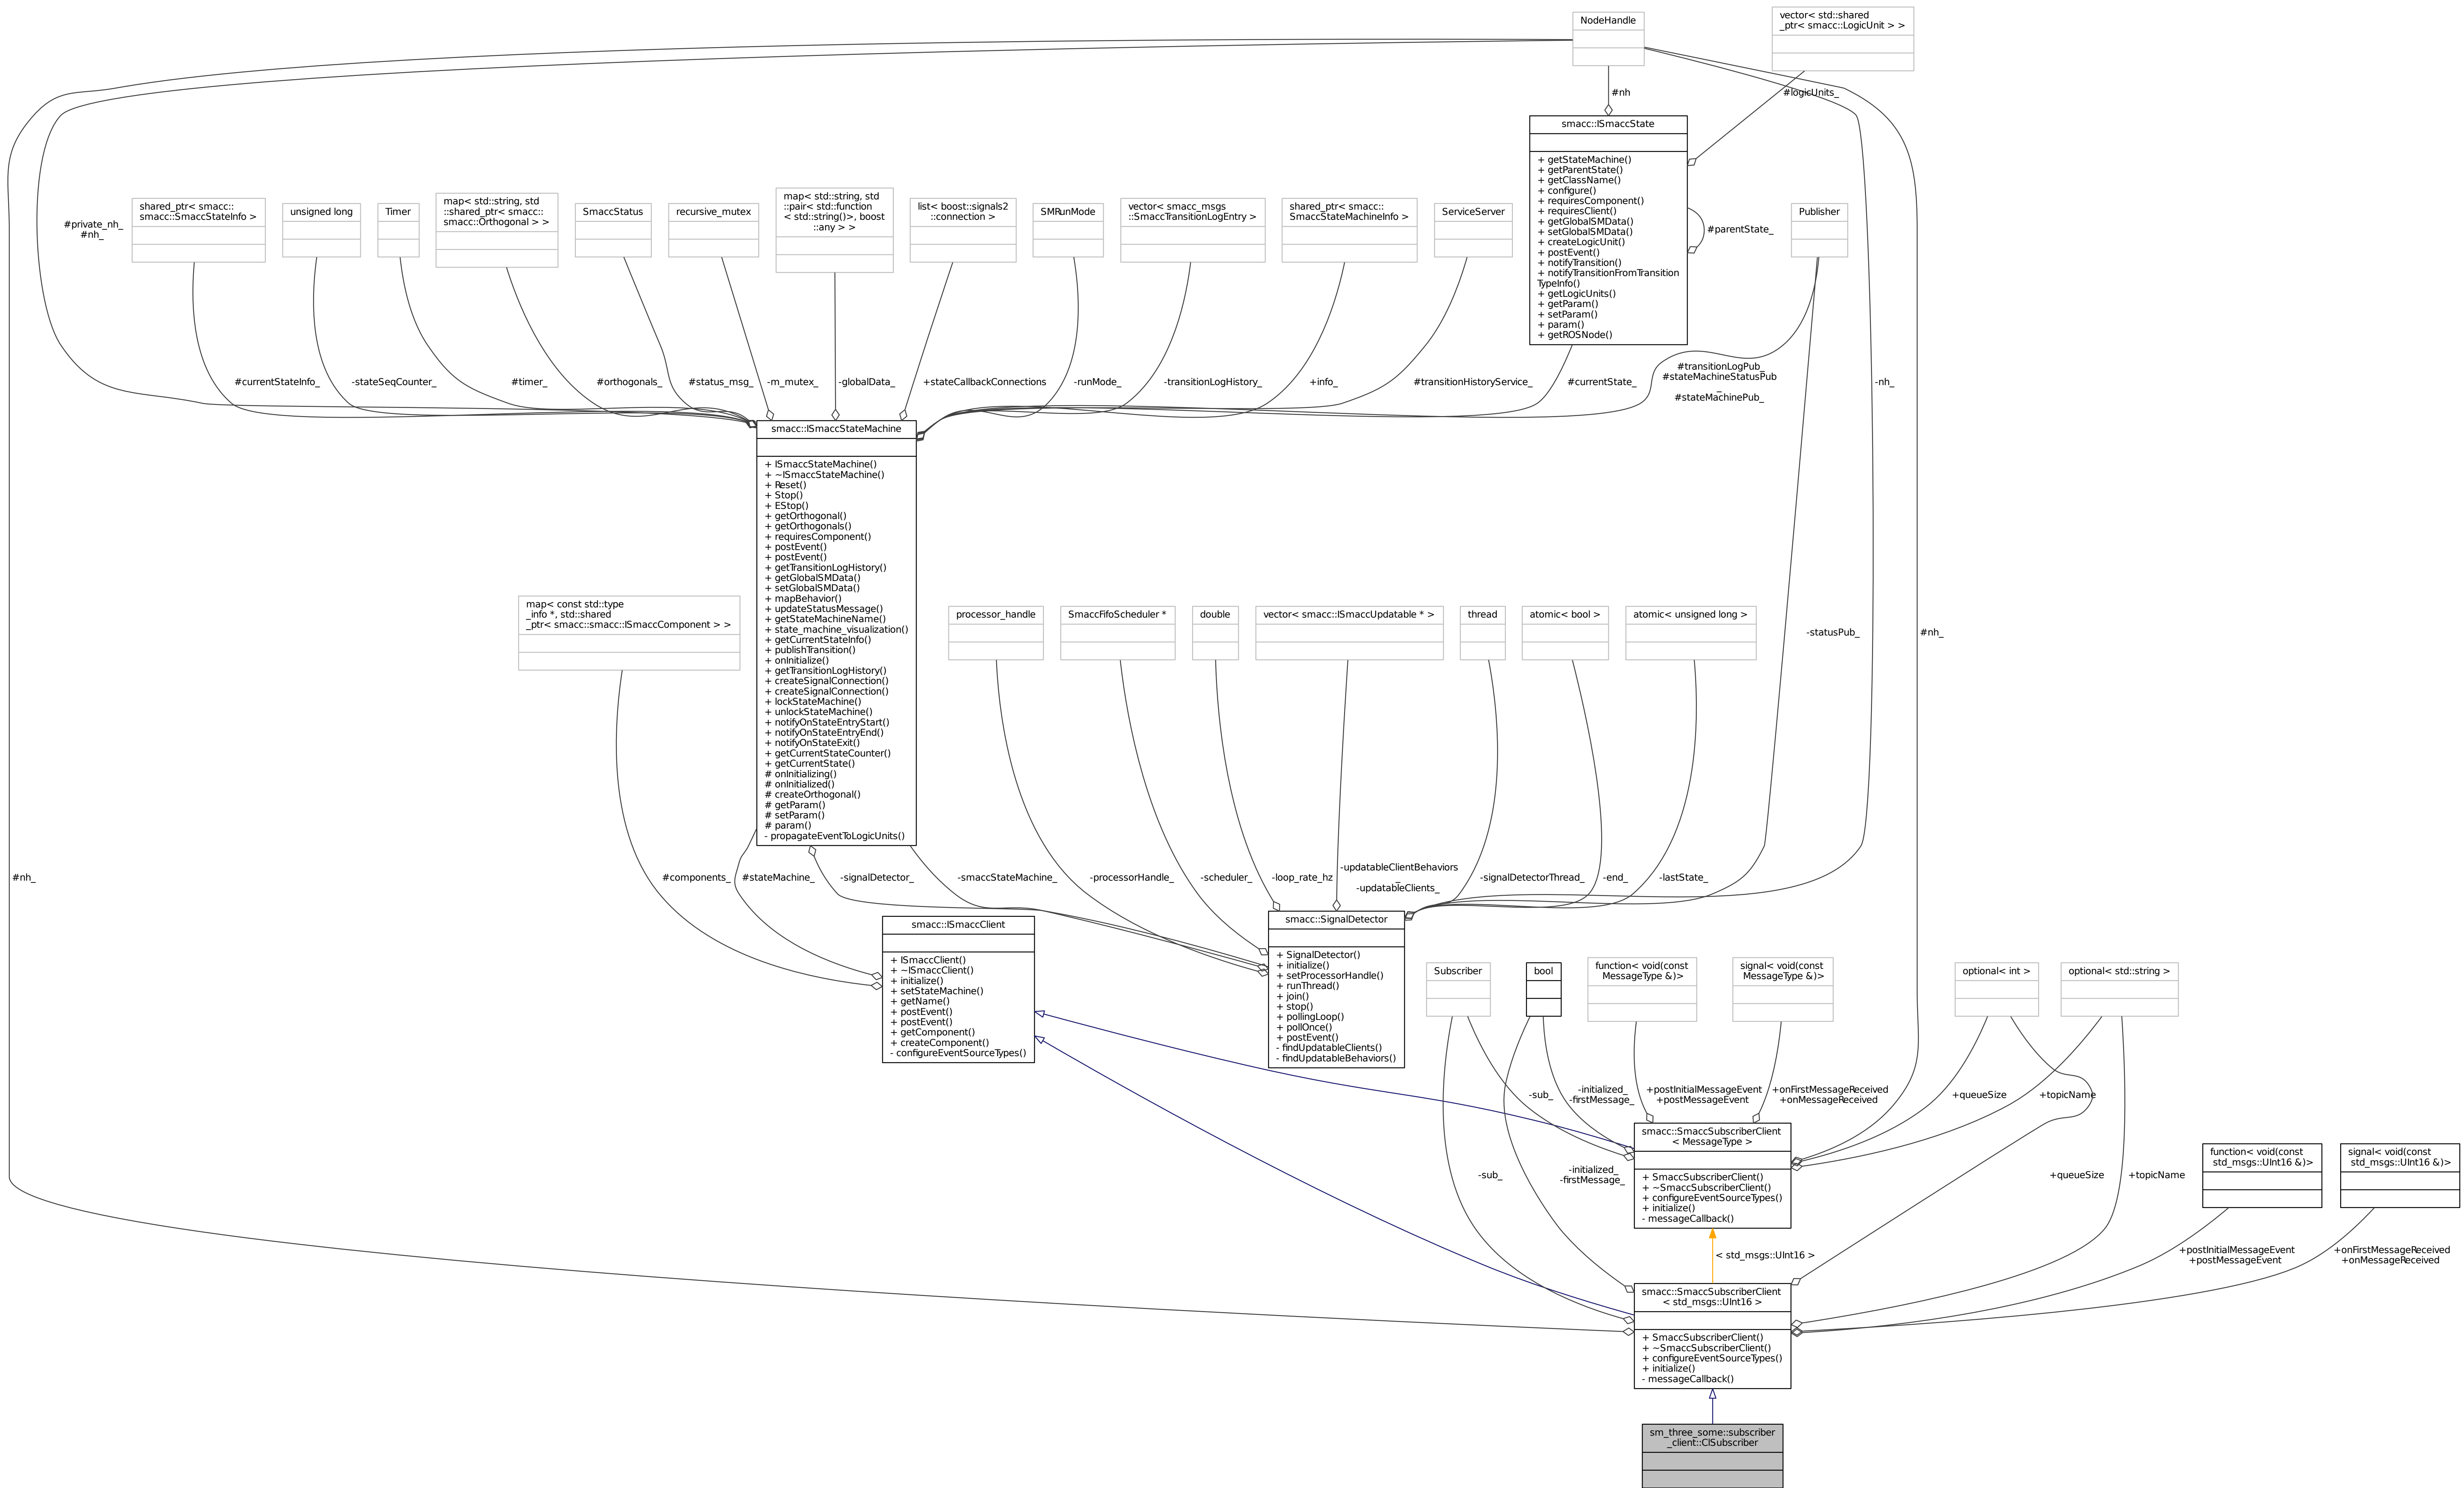 NodeHandle
vector< std::shared
_ptr< smacc::LogicUnit > >
#nh
#logicUnits_
smacc::ISmaccState
+ getStateMachine()
+ getParentState()
+ getClassName()
+ configure()
+ requiresComponent()
+ requiresClient()
+ getGlobalSMData()
+ setGlobalSMData()
+ createLogicUnit()
+ postEvent()
+ notifyTransition()
+ notifyTransitionFromTransition
TypeInfo()
+ getLogicUnits()
+ getParam()
+ setParam()
+ param()
+ getROSNode()
#parentState_
#private_nh_
#nh_
shared_ptr< smacc::
smacc::SmaccStateInfo >
unsigned long
Timer
map< std::string, std
::shared_ptr< smacc::
smacc::Orthogonal > >
SmaccStatus
recursive_mutex
map< std::string, std
::pair< std::function
< std::string()>, boost
::any > >
list< boost::signals2
::connection >
SMRunMode
vector< smacc_msgs
::SmaccTransitionLogEntry >
shared_ptr< smacc::
SmaccStateMachineInfo >
ServiceServer
Publisher
#currentStateInfo_
-stateSeqCounter_
#timer_
#orthogonals_
#status_msg_
-m_mutex_
-globalData_
+stateCallbackConnections
-runMode_
-transitionLogHistory_
+info_
#transitionHistoryService_
#currentState_
#transitionLogPub_
#stateMachineStatusPub
_
#stateMachinePub_
-nh_
smacc::ISmaccStateMachine
+ ISmaccStateMachine()
+ ~ISmaccStateMachine()
+ Reset()
+ Stop()
+ EStop()
+ getOrthogonal()
+ getOrthogonals()
+ requiresComponent()
+ postEvent()
+ postEvent()
+ getTransitionLogHistory()
+ getGlobalSMData()
+ setGlobalSMData()
+ mapBehavior()
+ updateStatusMessage()
+ getStateMachineName()
+ state_machine_visualization()
+ getCurrentStateInfo()
+ publishTransition()
+ onInitialize()
+ getTransitionLogHistory()
+ createSignalConnection()
+ createSignalConnection()
+ lockStateMachine()
+ unlockStateMachine()
+ notifyOnStateEntryStart()
+ notifyOnStateEntryEnd()
+ notifyOnStateExit()
+ getCurrentStateCounter()
+ getCurrentState()
# onInitializing()
# onInitialized()
# createOrthogonal()
# getParam()
# setParam()
# param()
- propagateEventToLogicUnits()
map< const std::type
_info *, std::shared
_ptr< smacc::smacc::ISmaccComponent > >
processor_handle
SmaccFifoScheduler *
double
vector< smacc::ISmaccUpdatable * >
thread
atomic< bool >
atomic< unsigned long >
-statusPub_
#nh_
#nh_
#components_
#stateMachine_
-signalDetector_
-smaccStateMachine_
-processorHandle_
-scheduler_
-loop_rate_hz
-updatableClientBehaviors
_
-updatableClients_
-signalDetectorThread_
-end_
-lastState_
smacc::ISmaccClient
+ ISmaccClient()
+ ~ISmaccClient()
+ initialize()
+ setStateMachine()
+ getName()
+ postEvent()
+ postEvent()
+ getComponent()
+ createComponent()
- configureEventSourceTypes()
smacc::SignalDetector
+ SignalDetector()
+ initialize()
+ setProcessorHandle()
+ runThread()
+ join()
+ stop()
+ pollingLoop()
+ pollOnce()
+ postEvent()
- findUpdatableClients()
- findUpdatableBehaviors()
Subscriber
bool
function< void(const
MessageType &)>
signal< void(const
MessageType &)>
optional< int >
optional< std::string >
-sub_
-initialized_
-firstMessage_
+postInitialMessageEvent
+postMessageEvent
+onFirstMessageReceived
+onMessageReceived
+queueSize
+topicName
smacc::SmaccSubscriberClient
< MessageType >
+ SmaccSubscriberClient()
+ ~SmaccSubscriberClient()
+ configureEventSourceTypes()
+ initialize()
- messageCallback()
-sub_
-initialized_
-firstMessage_
+queueSize
+topicName
function< void(const
std_msgs::UInt16 &)>
signal< void(const
std_msgs::UInt16 &)>
< std_msgs::UInt16 >
+postInitialMessageEvent
+postMessageEvent
+onFirstMessageReceived
+onMessageReceived
smacc::SmaccSubscriberClient
< std_msgs::UInt16 >
+ SmaccSubscriberClient()
+ ~SmaccSubscriberClient()
+ configureEventSourceTypes()
+ initialize()
- messageCallback()
sm_three_some::subscriber
_client::ClSubscriber